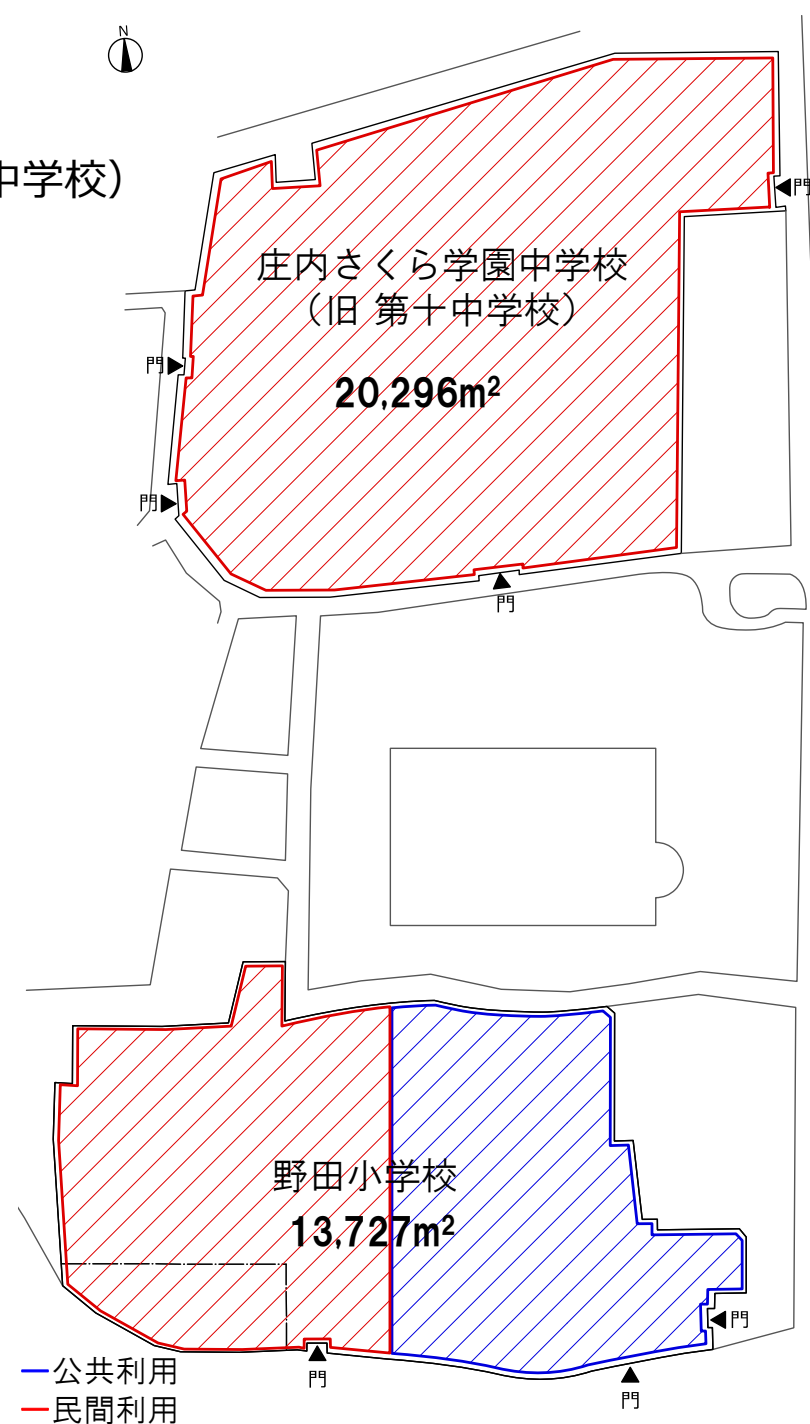 N
中学校）
門
庄内さくら学園中学校
（旧 第十中学校）
門
20,296m²
門
門
野田小学校
13,727m²
門
門
門
公共利用
民間利用